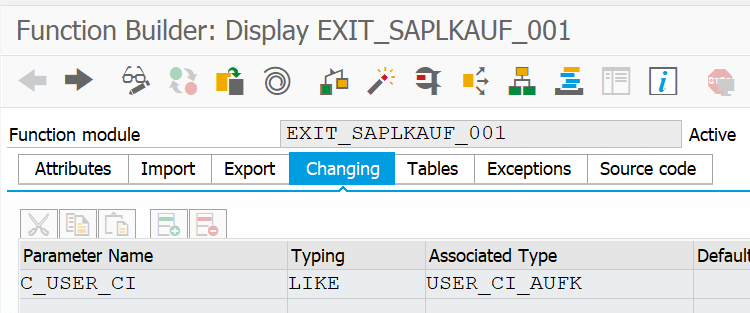 Function Builder: Display EXIT_SAPLKAUF_001
Function module EXIT_SAPLKAUF_001 Active
Attributes Import Export Changing Tables Exceptions Source code
Parameter Name Typing Associated Type Default
C_USER_CI LIKE USER_CI_AUFK